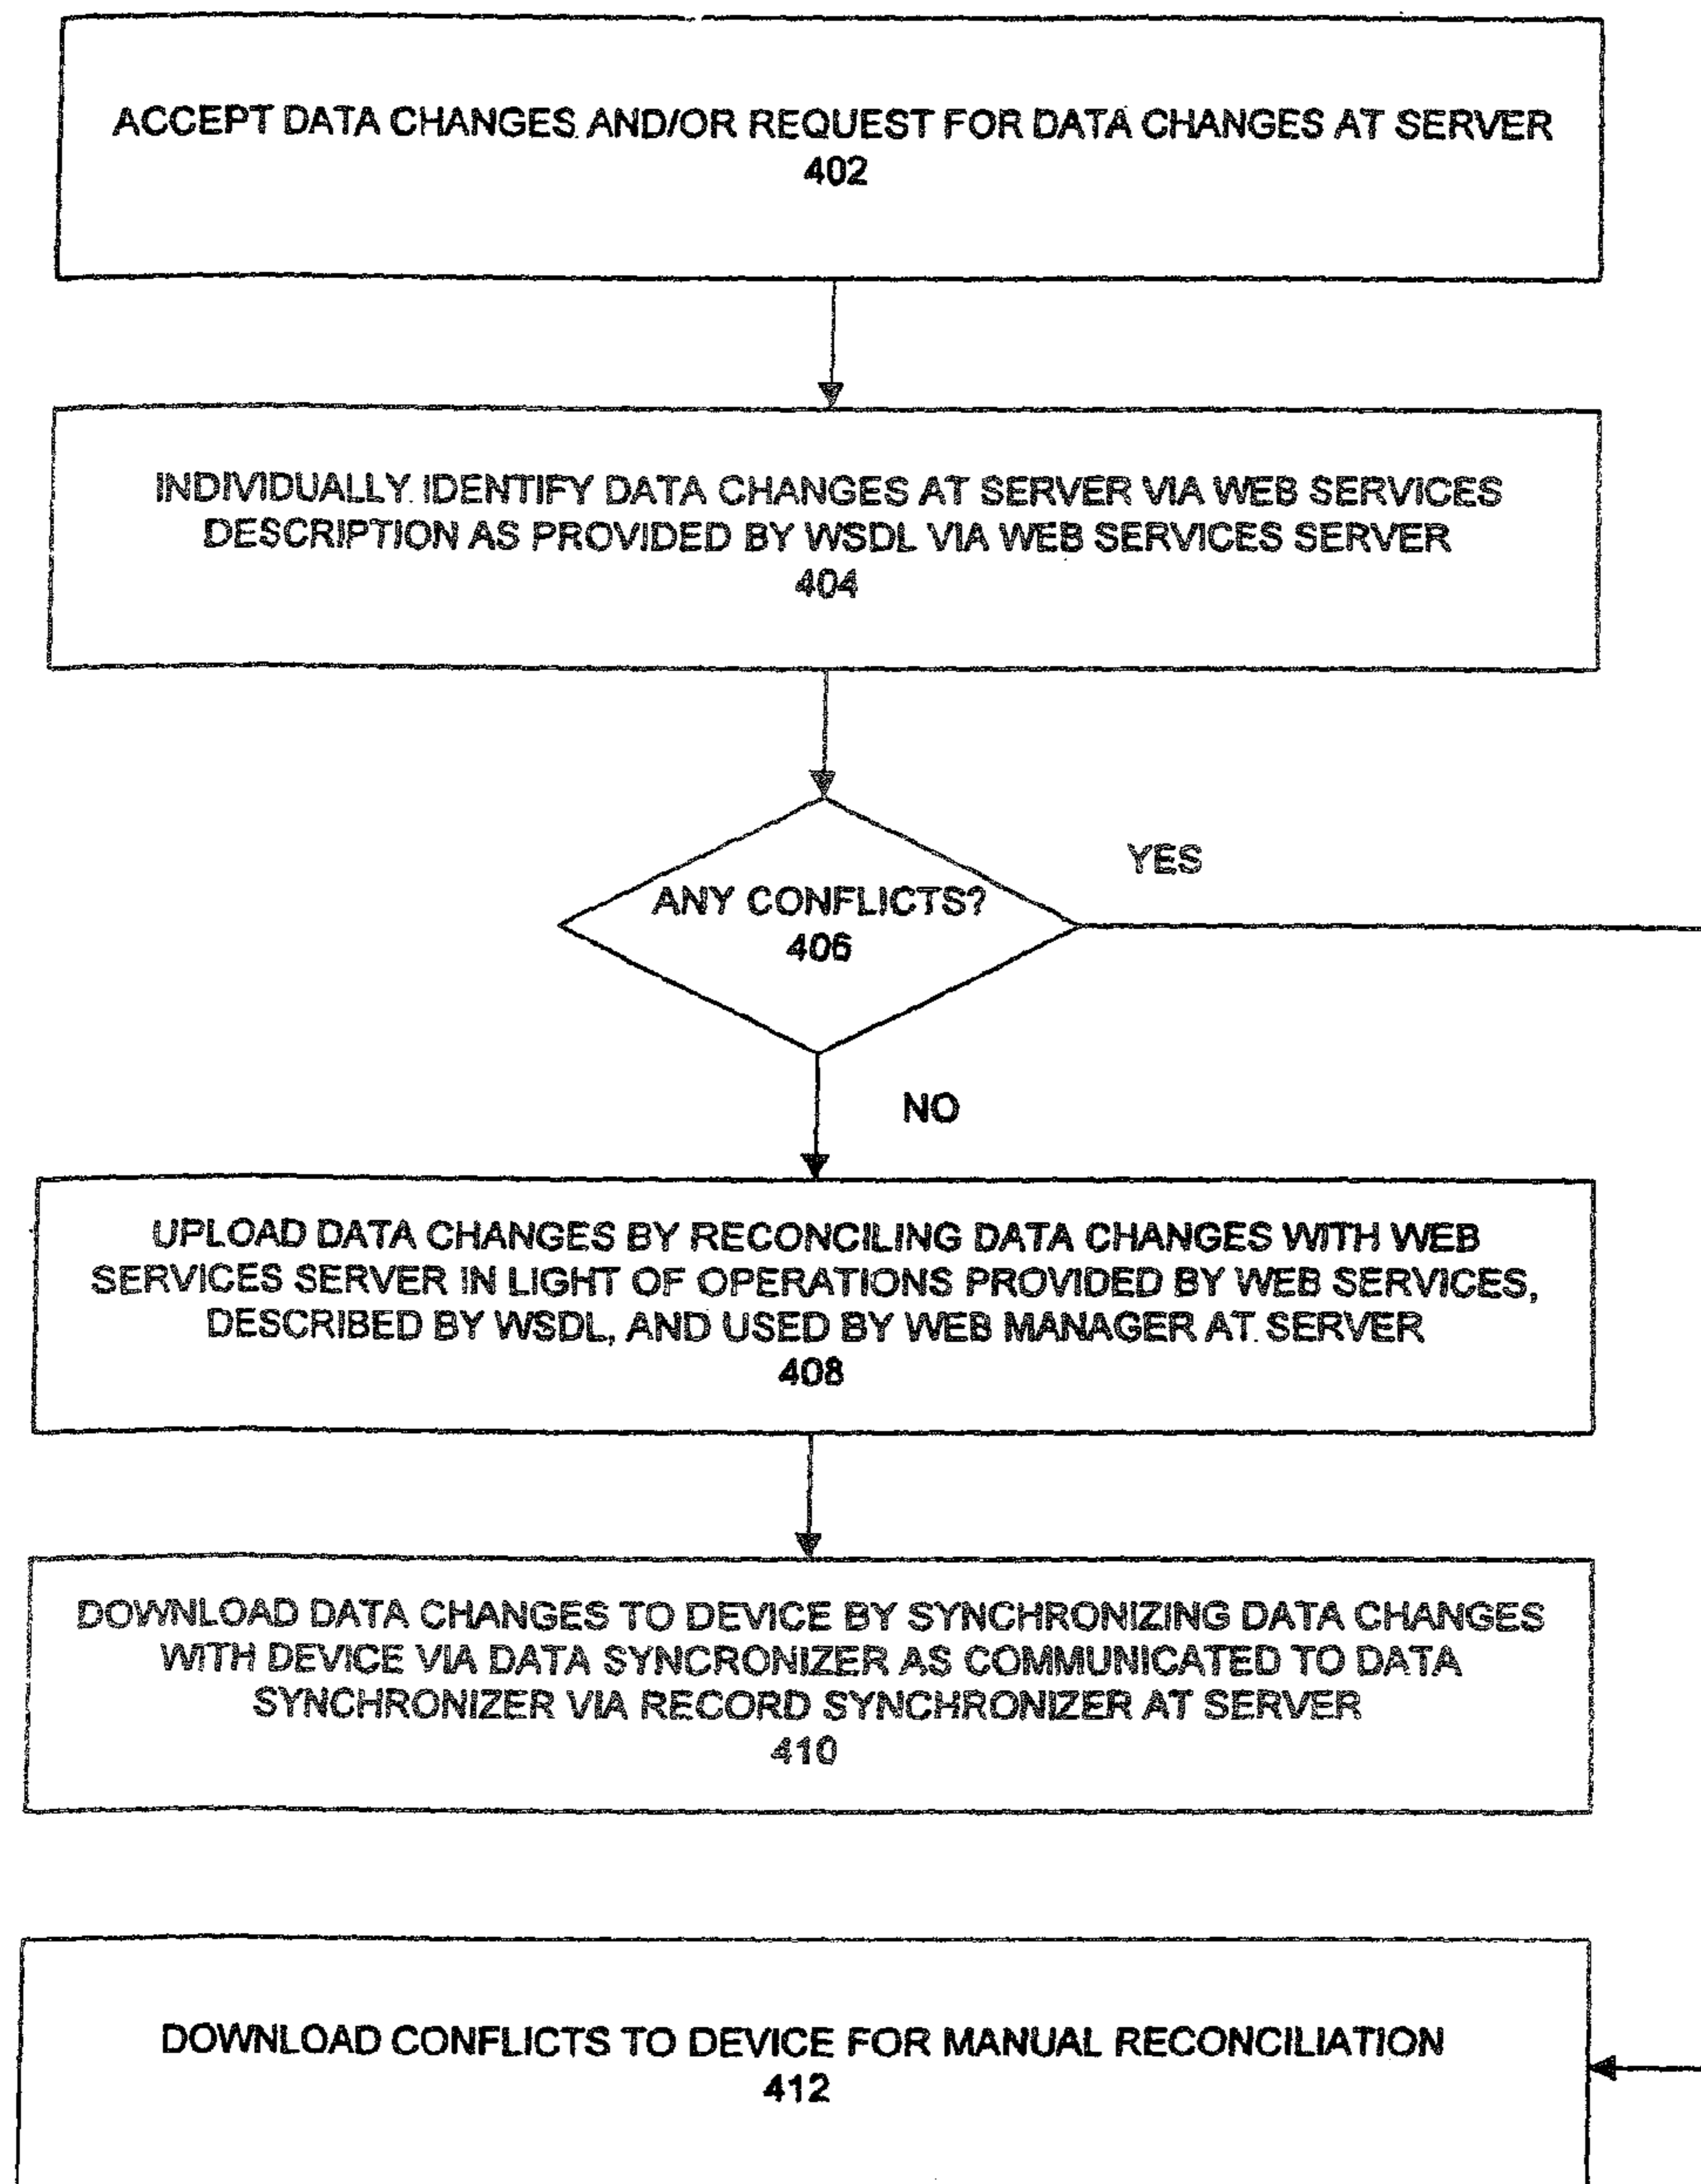 ACCEPT DATA CHANGES AND/OR REQUEST FOR DATA CHANGES AT SERVER
402
INDIVIDUALLY IDENTIFY DATA CHANGES AT SERVER VIA WEB SERVICES
DESCRIPTION AS PROVIDED BY WSDL VIA WEB SERVICES SERVER
404
YES
ANY CONFLICTS?
406
NO
UPLOAD DATA CHANGES BY RECONCILING DATA CHANGES WITH WEB
SERVICES SERVER IN LIGHT OF OPERATIONS PROVIDED BY WEB SERVICES,
DESCRIBED BY WSDL, AND USED BY WEB MANAGER AT SERVER
408
DOWNLOAD DATA CHANGES TO DEVICE BY SYNCHRONIZING DATA CHANGES
WITH DEVICE VIA DATA SYNCRONIZER AS COMMUNICATED TO DATA
SYNCHRONIZER VIA RECORD SYNCHRONIZER AT SERVER
410
DOWNLOAD CONFLICTS TO DEVICE FOR MANUAL RECONCILIATION
412